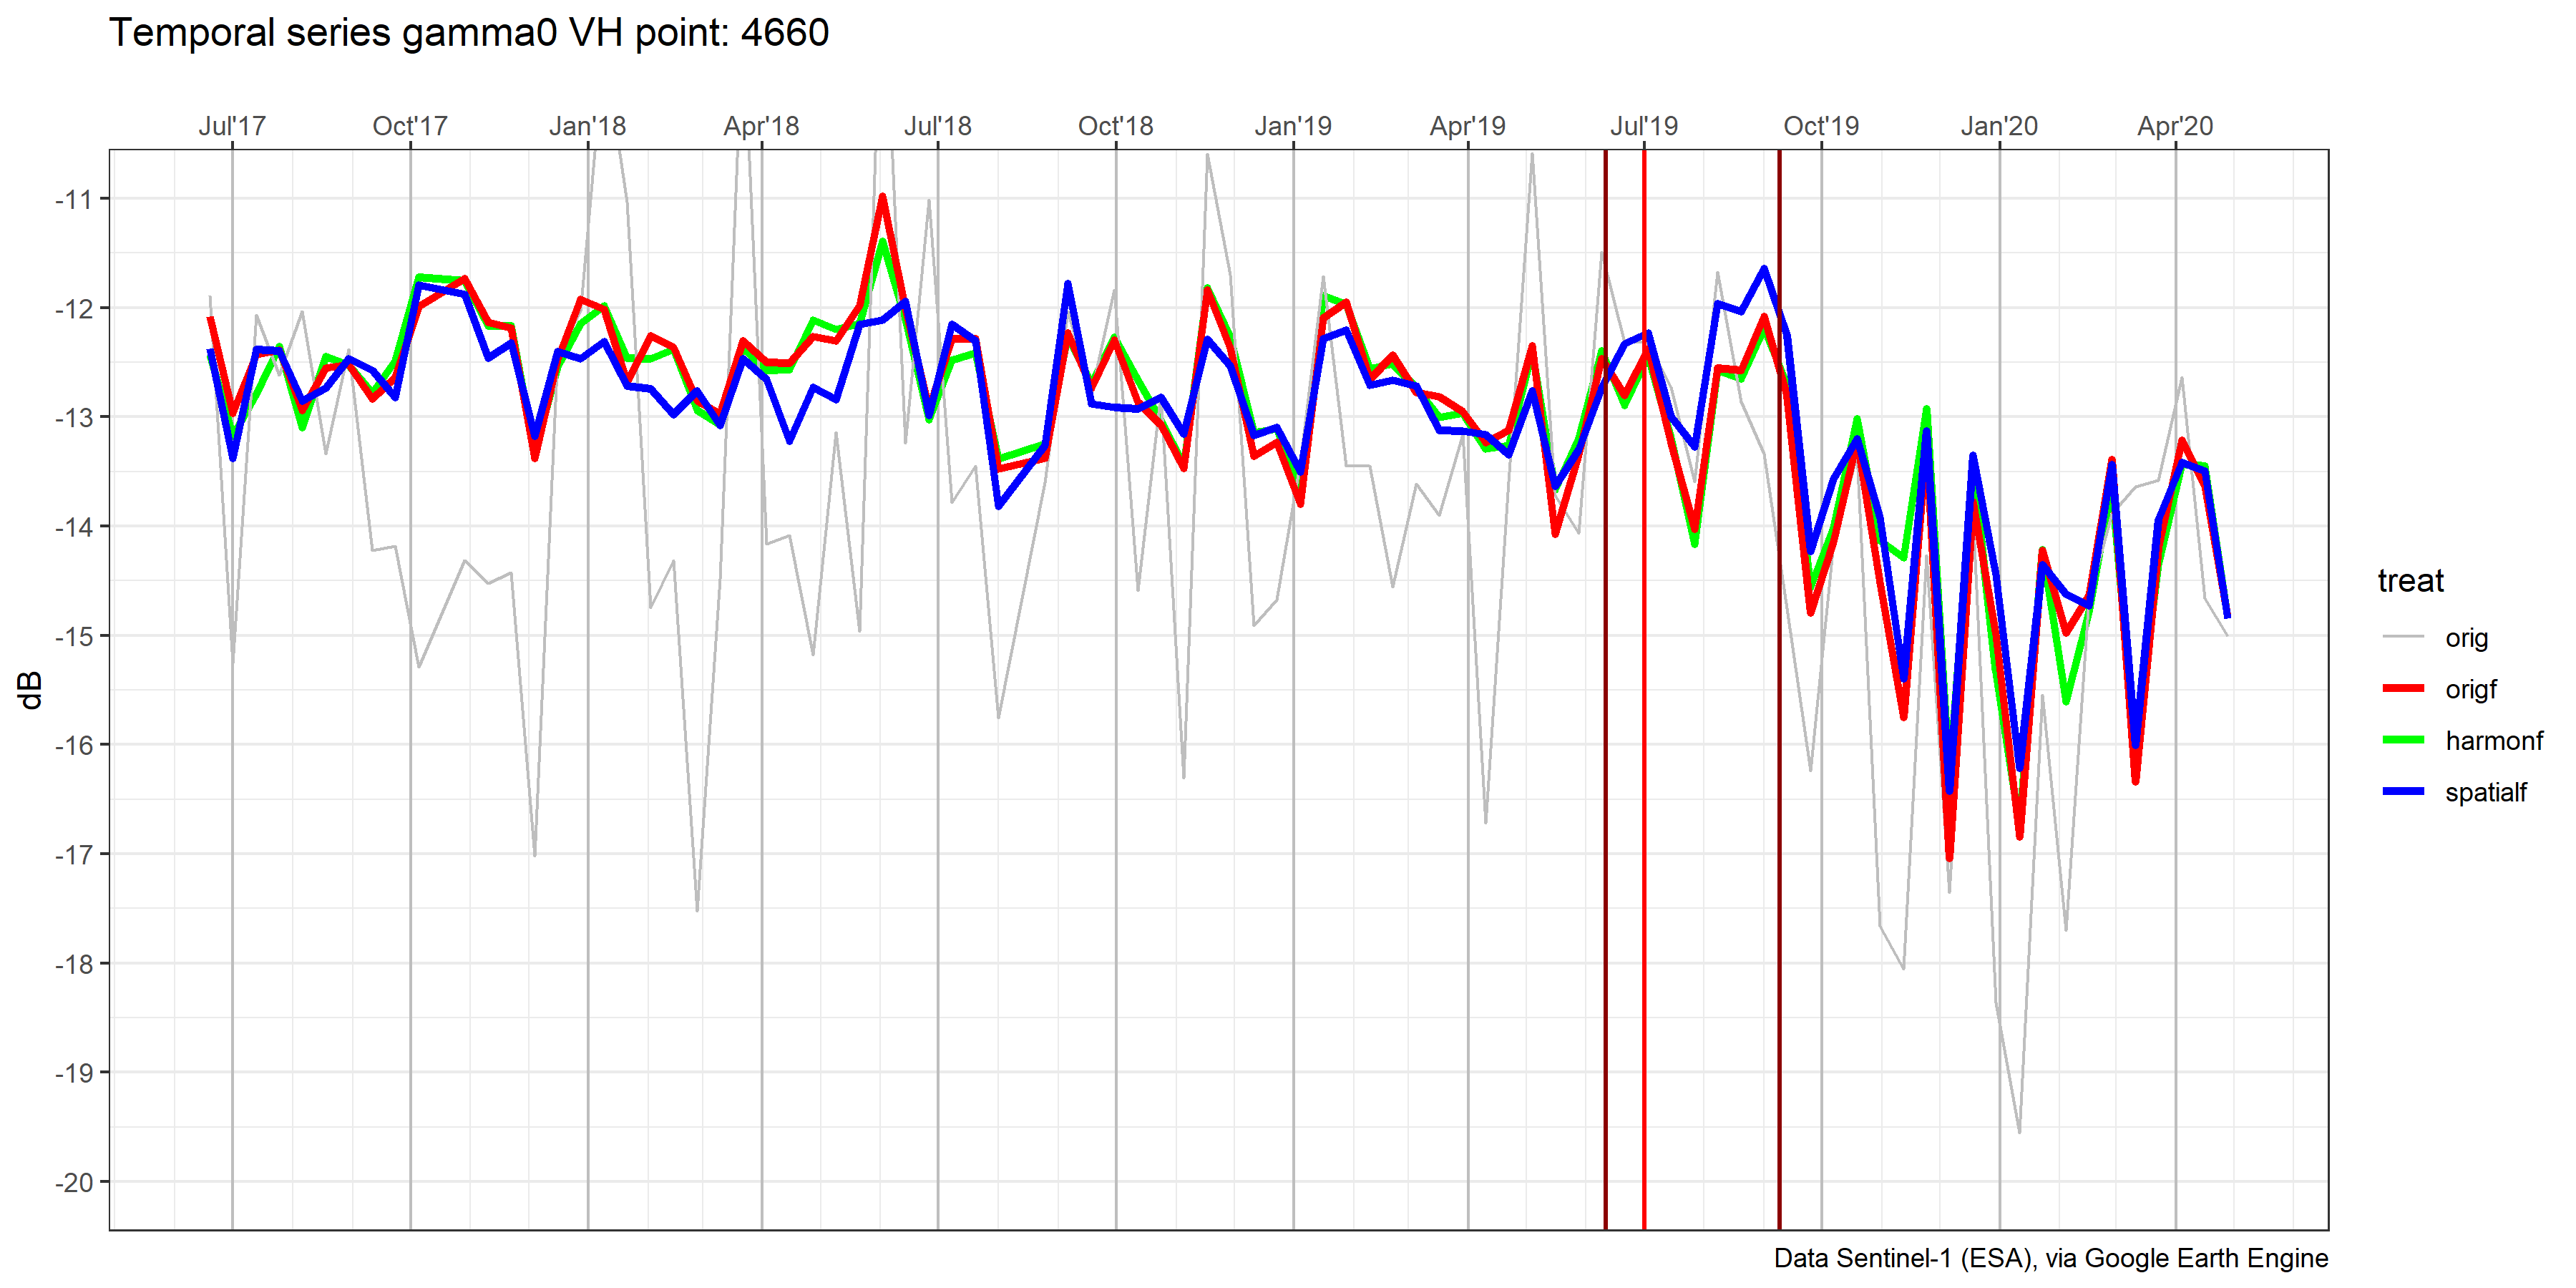 Temporal series gamma0 VH point: 4660
Jul'17 Oct'17 Jan'18 Apr'18 Jul'18 Oct'18 Jan'19 Apr'19 Jul'19 Oct'19 Jan'20 Apr'20
-11
-12
-13
-14
-15
-16
-17
-18
-19
-20
dB
treat
orig
origf
harmonf
spatialf
Data Sentinel-1 (ESA), via Google Earth Engine